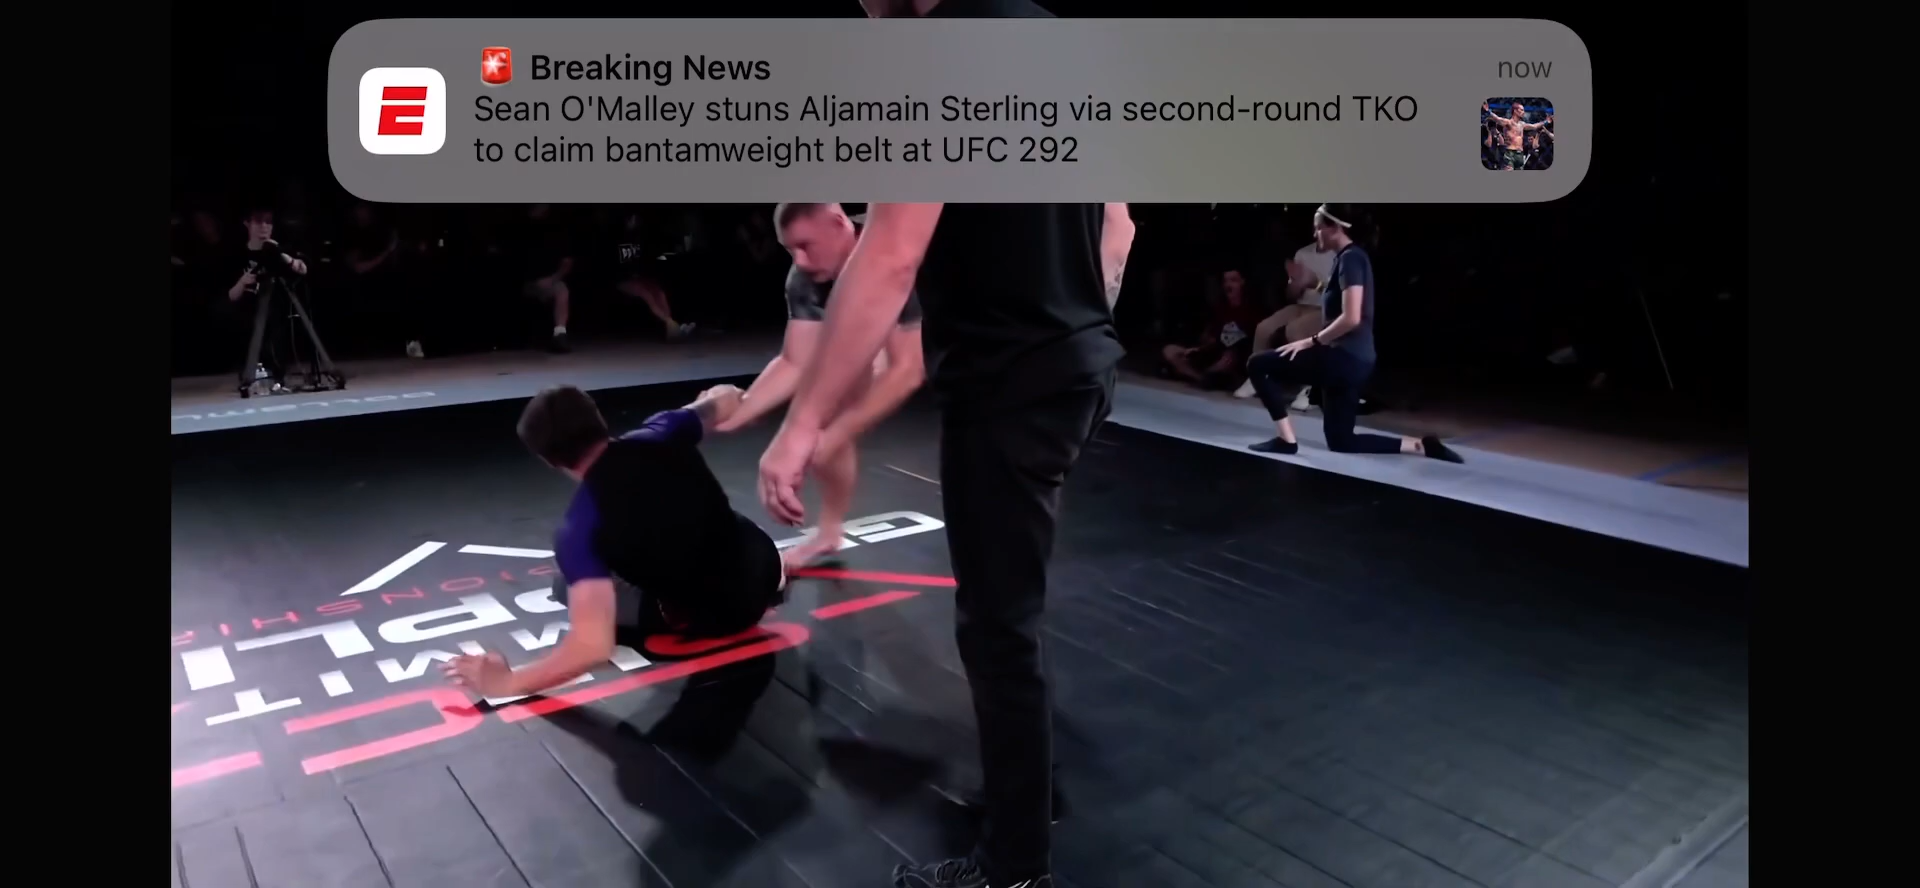 🚨 Breaking News
now
Sean O'Malley stuns Aljamain Sterling via second-round TKO
to claim bantamweight belt at UFC 292